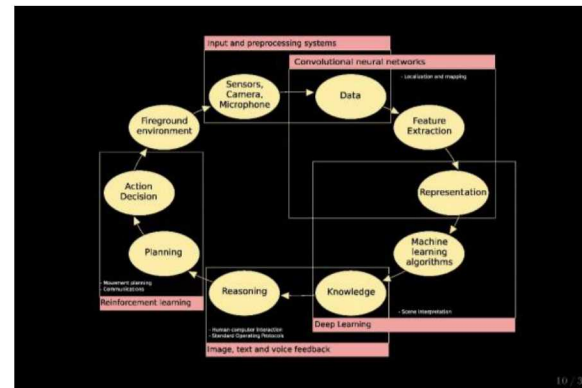 Input and preprocessing systems
Convolutional neural networks
- Localization and mapping
Sensors,
Camera,
Microphone
Data
Fireground
environment
Feature
Extraction
Action
Decision
Representation
Planning
Machine
learning
algorithms
- Movement planning
- Communications
Reinforcement learning
Reasoning
Knowledge
- Scene interpretation
Deep Learning
- Human-computer Interaction
- Standard Operating Protocols
Image, text and voice feedback